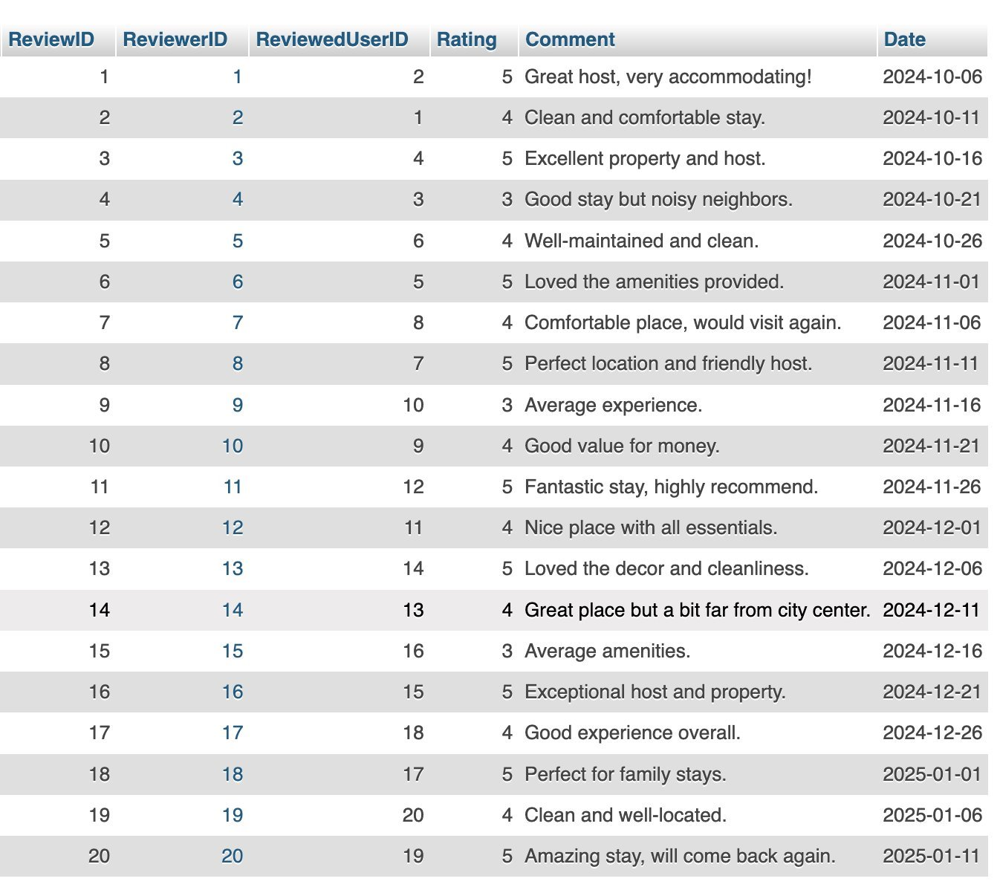 ReviewID ReviewerID ReviewedUserID Rating Comment Date
1 1 2 5 Great host, very accommodating! 2024-10-06
2 2 1 4 Clean and comfortable stay. 2024-10-11
3 3 4 5 Excellent property and host. 2024-10-16
4 4 3 3 Good stay but noisy neighbors. 2024-10-21
5 5 6 4 Well-maintained and clean. 2024-10-26
6 6 5 5 Loved the amenities provided. 2024-11-01
7 7 8 4 Comfortable place, would visit again. 2024-11-06
8 8 7 5 Perfect location and friendly host. 2024-11-11
9 9 10 3 Average experience. 2024-11-16
10 10 9 4 Good value for money. 2024-11-21
11 11 12 5 Fantastic stay, highly recommend. 2024-11-26
12 12 11 4 Nice place with all essentials. 2024-12-01
13 13 14 5 Loved the decor and cleanliness. 2024-12-06
14 14 13 4 Great place but a bit far from city center. 2024-12-11
15 15 16 3 Average amenities. 2024-12-16
16 16 15 5 Exceptional host and property. 2024-12-21
17 17 18 4 Good experience overall. 2024-12-26
18 18 17 5 Perfect for family stays. 2025-01-01
19 19 20 4 Clean and well-located. 2025-01-06
20 20 19 5 Amazing stay, will come back again. 2025-01-11